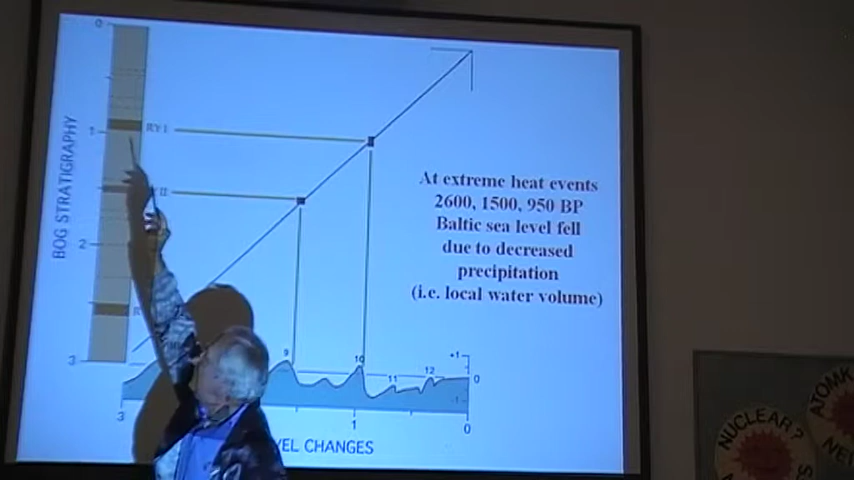 0
RY I
1
BOG STRATIGRAPHY
2
3
At extreme heat events
2600, 1500, 950 BP
Baltic sea level fell
due to decreased
precipitation
(i.e. local water volume)
9
10
11
12
+1
0
-1
3
1
0
VEL CHANGES
NUCLEAR?
ATOMK